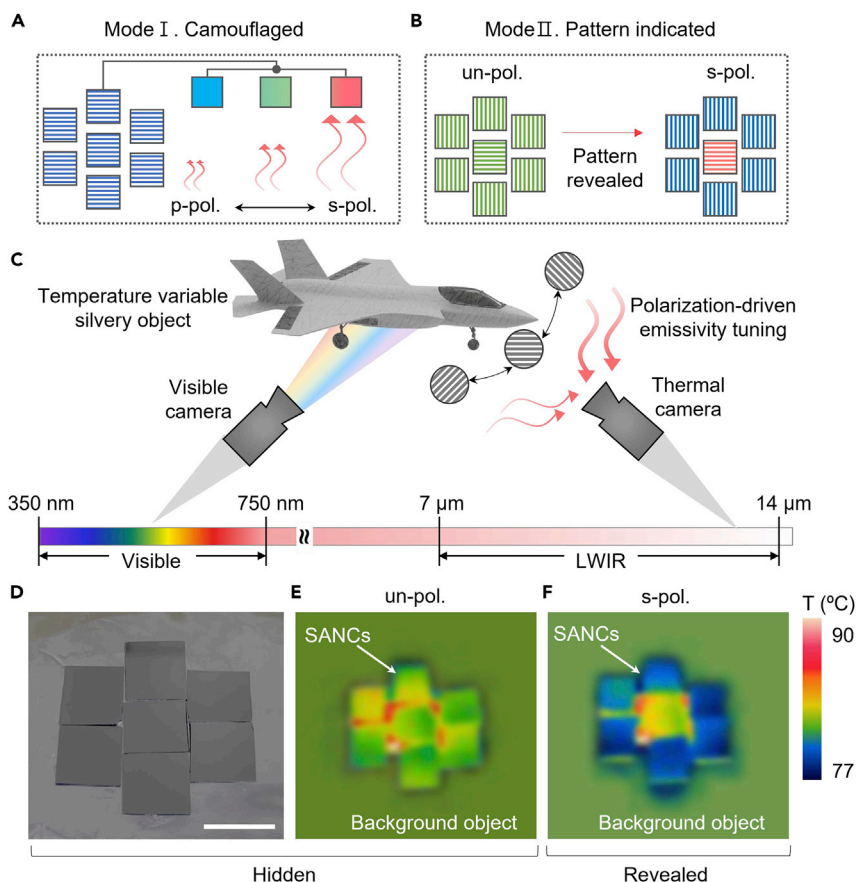 A
Mode I. Camouflaged
p-pol.
s-pol.
B
Mode II. Pattern indicated
un-pol.
s-pol.
Pattern
revealed
C
Temperature variable
silvery object
Polarization-driven
emissivity tuning
Visible
camera
Thermal
camera
350 nm
750 nm
7 µm
14 µm
Visible
LWIR
D
E
un-pol.
SANCs
Background object
F
s-pol.
SANCs
Background object
T (ºC)
90
77
Hidden
Revealed